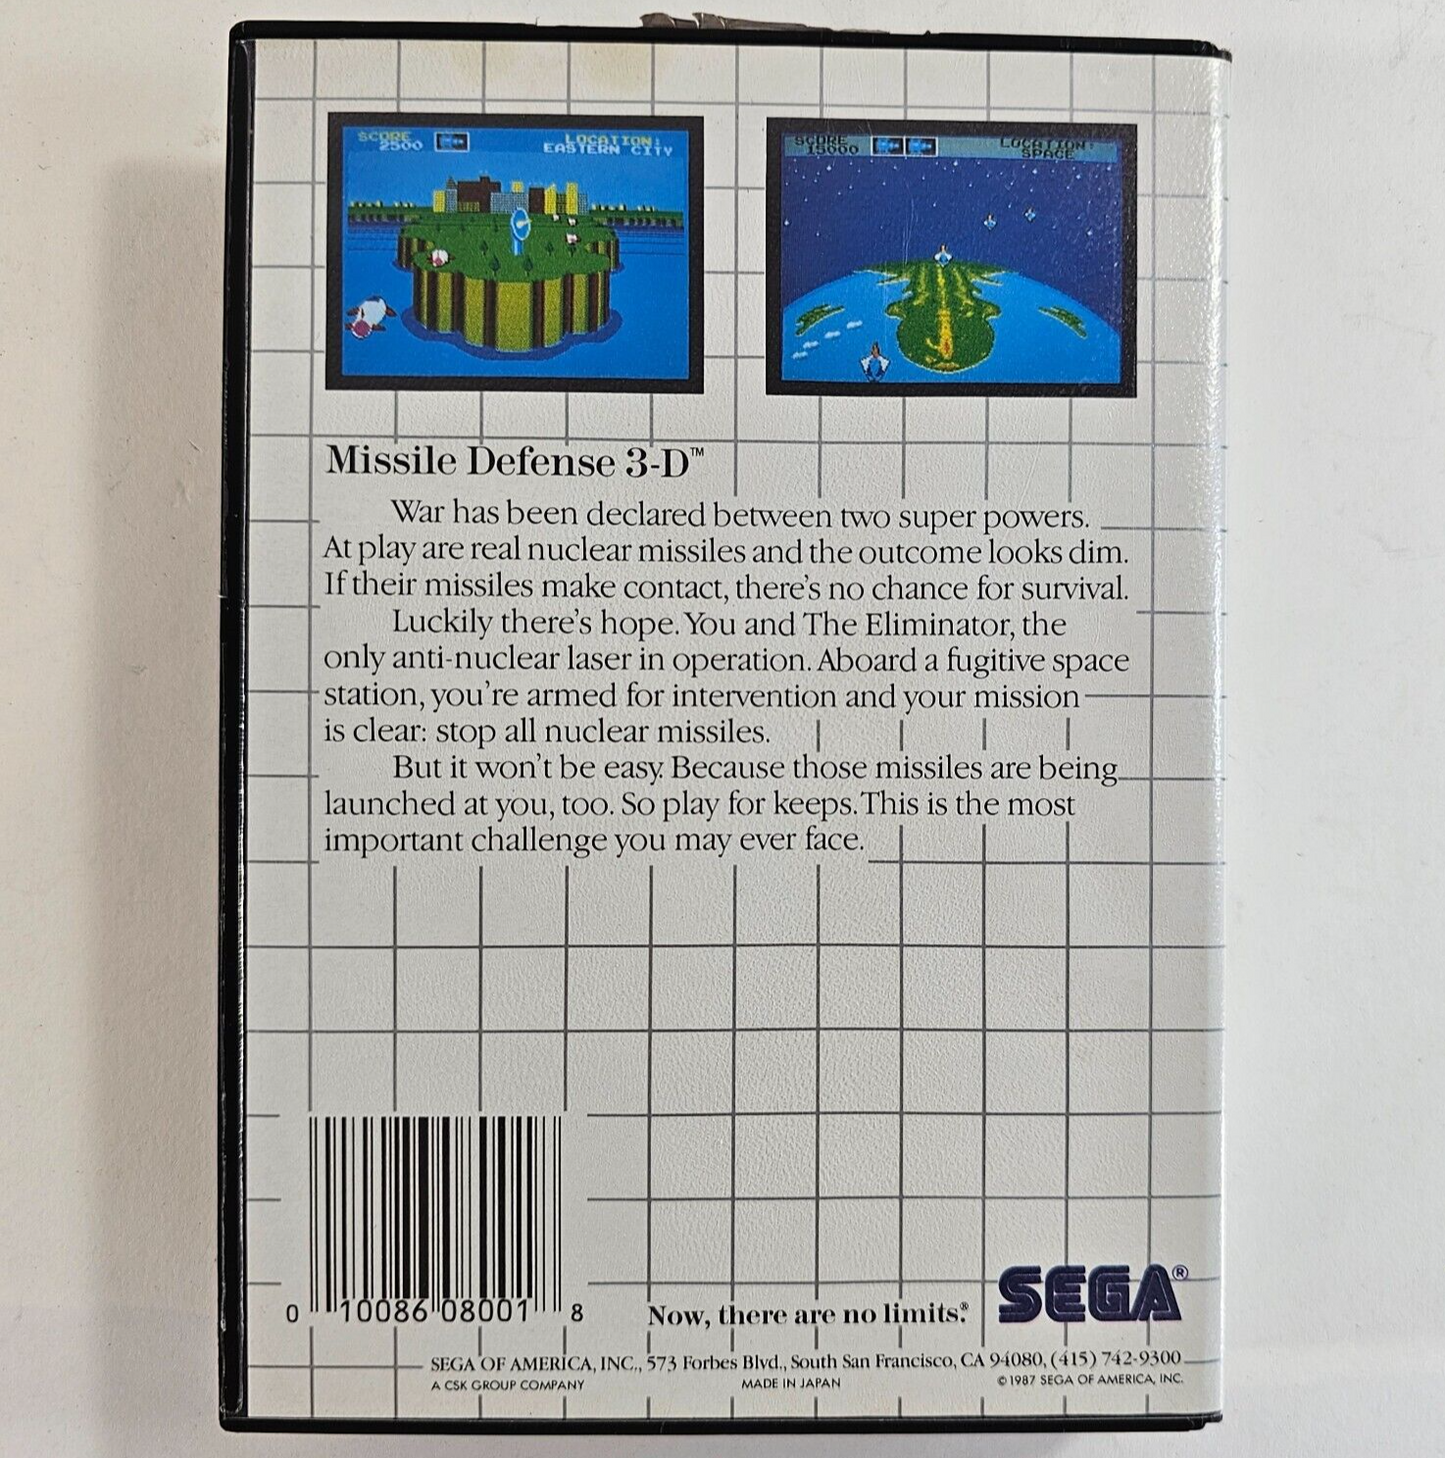 SCORE
2500
LOCATION:
EASTERN CITY
SCORE
15000
LOCATION:
SPACE
Missile Defense 3-D™
War has been declared between two super powers.
At play are real nuclear missiles and the outcome looks dim.
If their missiles make contact, there's no chance for survival.
Luckily there's hope. You and The Eliminator, the
only anti-nuclear laser in operation. Aboard a fugitive space
station, you're armed for intervention and your mission
is clear: stop all nuclear missiles.
But it won't be easy. Because those missiles are being
launched at you, too. So play for keeps. This is the most
important challenge you may ever face.
0 10086 08001 8
Now, there are no limits.®
SEGA®
SEGA OF AMERICA, INC., 573 Forbes Blvd., South San Francisco, CA 94080, (415) 742-9300
A CSK GROUP COMPANY MADE IN JAPAN ©1987 SEGA OF AMERICA, INC.